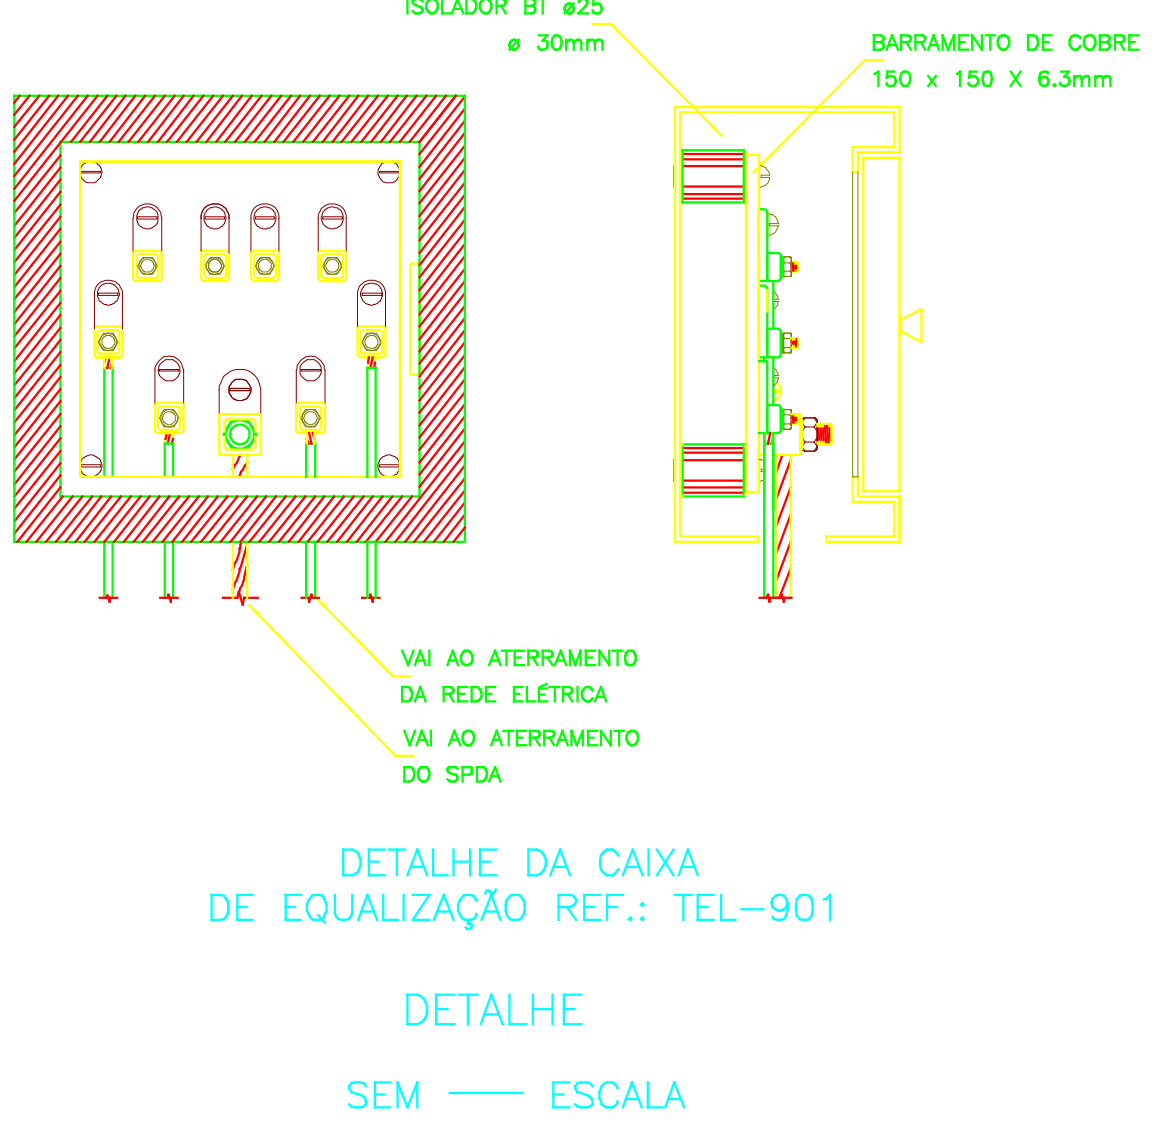 ISOLADOR BT ø25
ø 30mm
BARRAMENTO DE COBRE
150 x 150 X 6.3mm
VAI AO ATERRAMENTO
DA REDE ELÉTRICA
VAI AO ATERRAMENTO
DO SPDA
DETALHE DA CAIXA
DE EQUALIZAÇÃO REF.: TEL-901
DETALHE
SEM — ESCALA